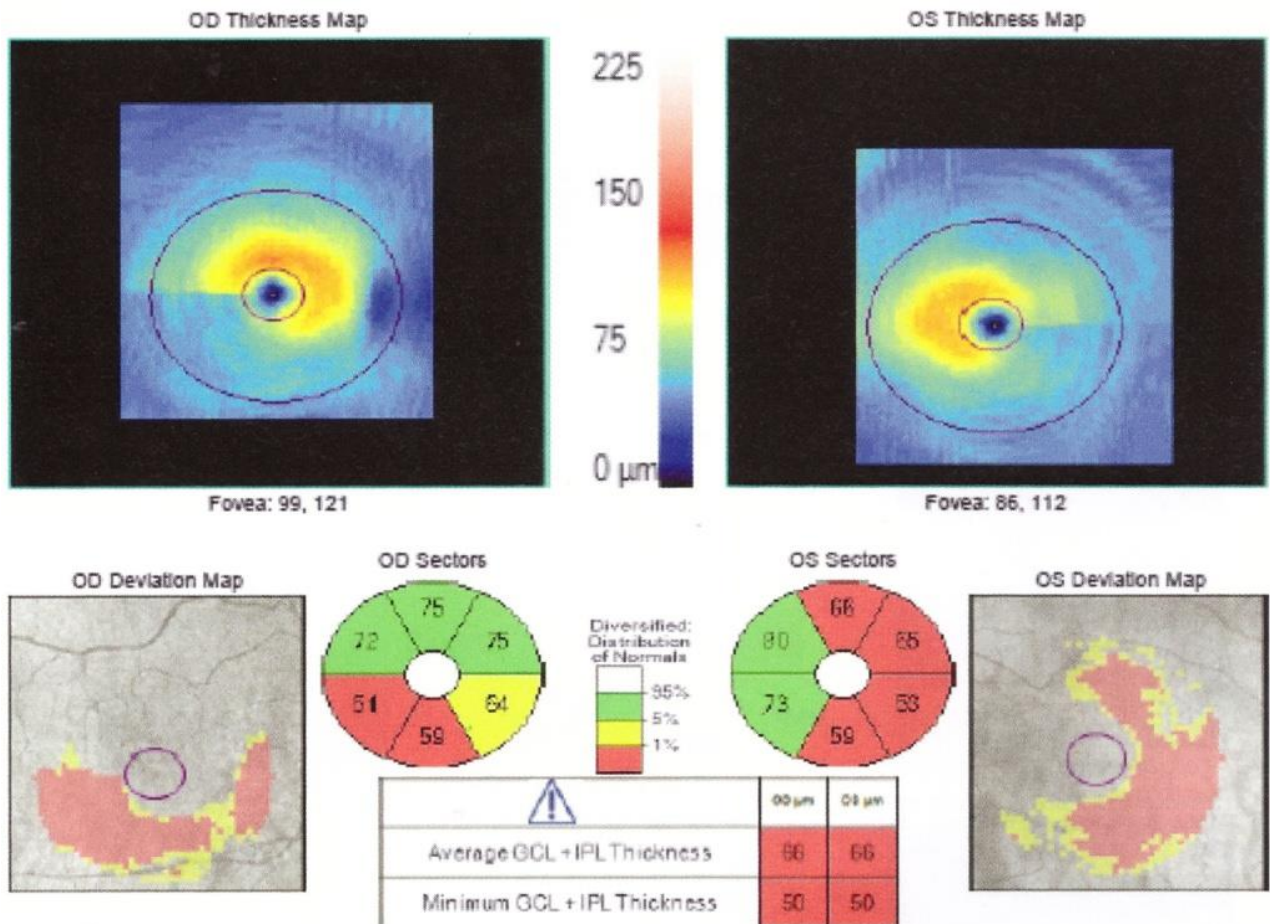 OD Thickness Map
OS Thickness Map
225
150
75
0 µm
Fovea: 99, 121
Fovea: 86, 112
OD Deviation Map
OD Sectors
75
72
75
51
64
59
Diversified:
Distribution
of Normals
95%
5%
1%
OS Sectors
66
80
65
73
53
59
OS Deviation Map
OD µm
OS µm
Average GCL + IPL Thickness
66
66
Minimum GCL + IPL Thickness
50
50